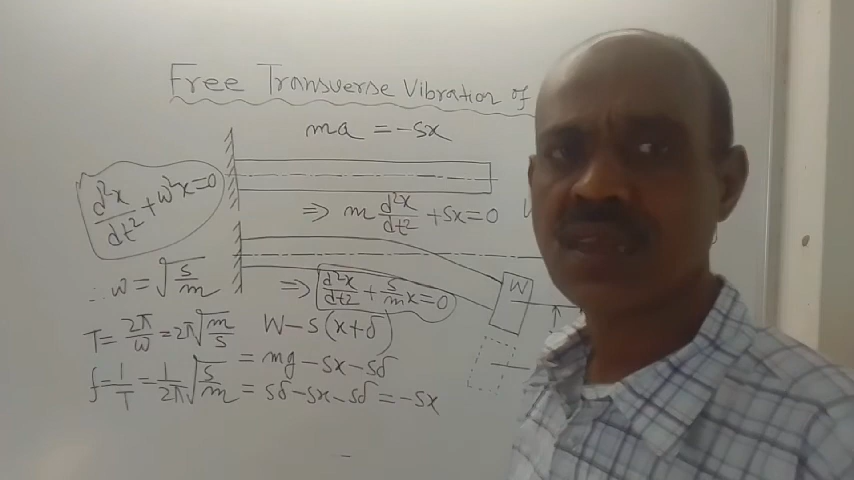 Free Transverse Vibration of
ma = -sx
d²x/dt² + ω²x = 0
⇒ m d²x/dt² + sx = 0
∴ ω = √(s/m)
⇒ d²x/dt² + s/m x = 0
W
T = 2π/ω = 2π√(m/s)
W - s(x+δ)
= mg - sx - sδ
f = 1/T = 1/2π √(s/m)
= sδ - sx - sδ = -sx